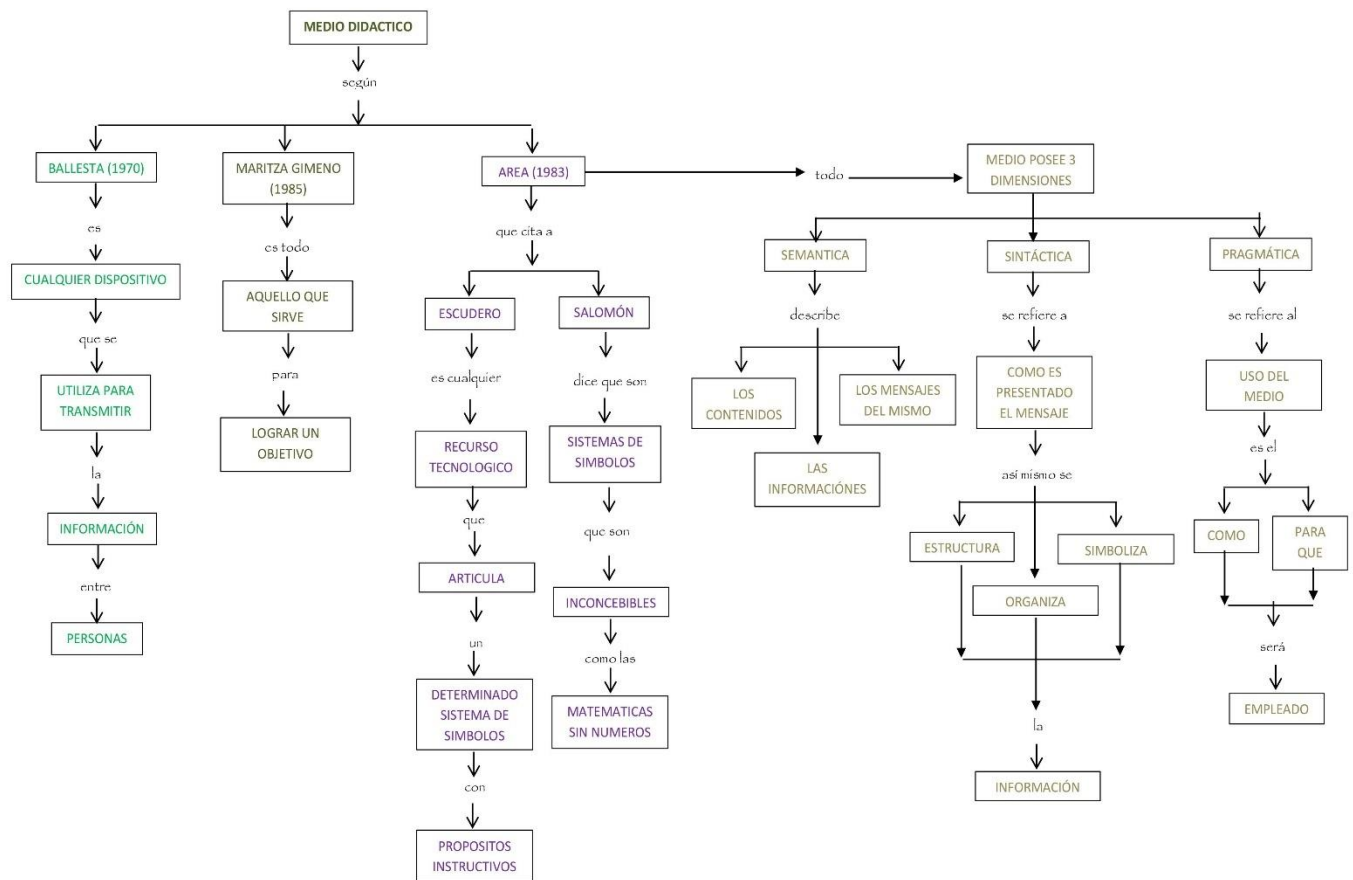 MEDIO DIDACTICO
según
BALLESTA (1970)
es
CUALQUIER DISPOSITIVO
que se
UTILIZA PARA
TRANSMITIR
la
INFORMACIÓN
entre
PERSONAS
MARITZA GIMENO
(1985)
es todo
AQUELLO QUE
SIRVE
para
LOGRAR UN
OBJETIVO
AREA (1983)
que cita a
ESCUDERO
es cualquier
RECURSO
TECNOLOGICO
que
ARTICULA
un
DETERMINADO
SISTEMA DE
SIMBOLOS
con
PROPOSITOS
INSTRUCTIVOS
SALOMÓN
dice que son
SISTEMAS DE
SIMBOLOS
que son
INCONCEBIBLES
como las
MATEMATICAS
SIN NUMEROS
todo
MEDIO POSEE 3
DIMENSIONES
SEMANTICA
describe
LOS
CONTENIDOS
LAS
INFORMACIÓNES
LOS MENSAJES
DEL MISMO
SINTÁCTICA
se refiere a
COMO ES
PRESENTADO
EL MENSAJE
así mismo se
ESTRUCTURA
ORGANIZA
SIMBOLIZA
la
INFORMACIÓN
PRAGMÁTICA
se refiere al
USO DEL
MEDIO
es el
COMO
PARA
QUE
será
EMPLEADO